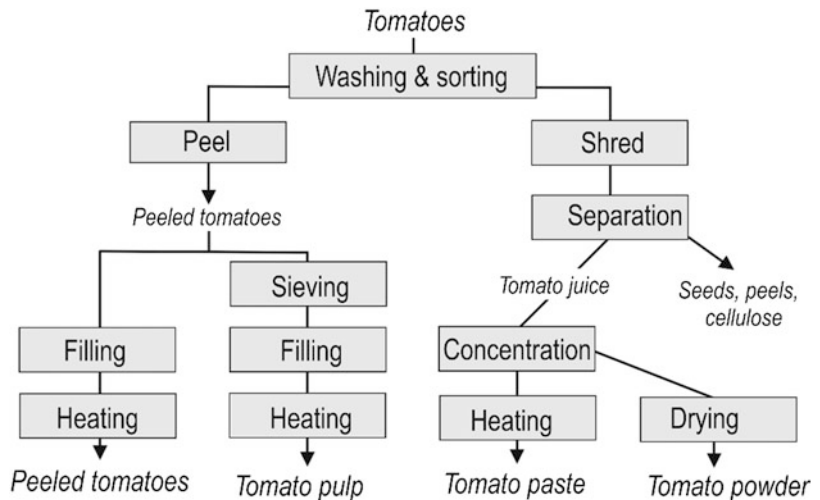 Tomatoes
Washing & sorting
Peel
Shred
Peeled tomatoes
Separation
Sieving
Tomato juice
Seeds, peels,
cellulose
Filling
Filling
Concentration
Heating
Heating
Heating
Drying
Peeled tomatoes
Tomato pulp
Tomato paste
Tomato powder